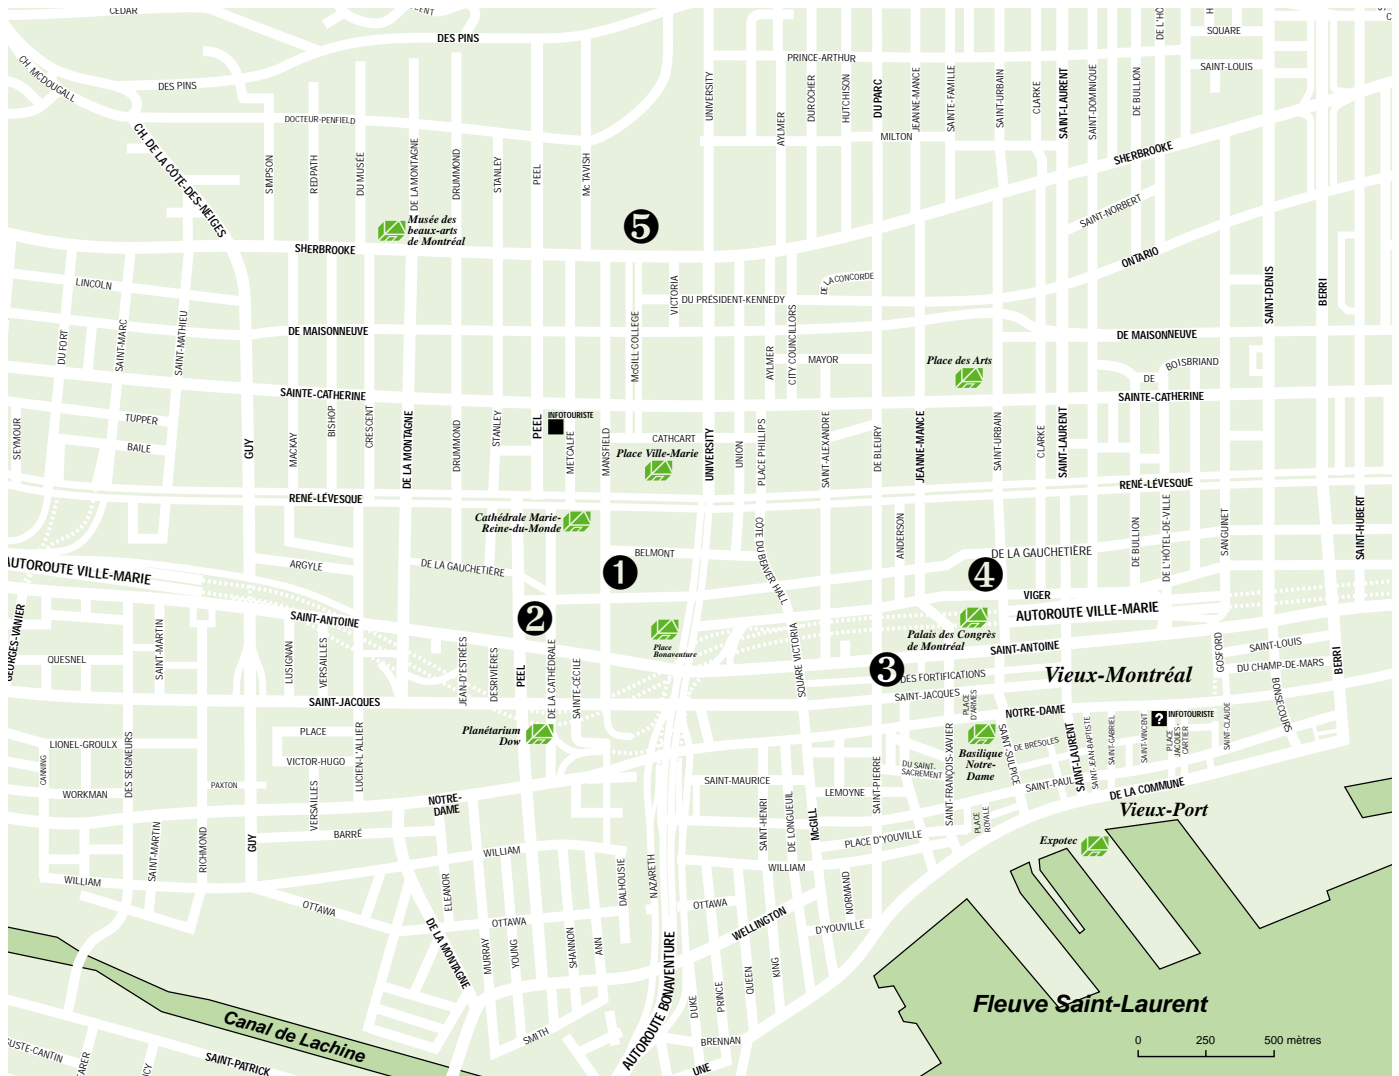 CEDAR
DES PINS
CH. MCDOUGALL
DES PINS
PRINCE-ARTHUR
SQUARE
SAINT-LOUIS
DOCTEUR-PENFIELD
CH. DE LA CÔTE-DES-NEIGES
SIMPSON
REDPATH
DU MUSÉE
DE LA MONTAGNE
DRUMMOND
STANLEY
PEEL
Mc TAVISH
UNIVERSITY
AYLMER
DUROCHER
HUTCHISON
DU PARC
JEANNE-MANCE
SAINTE-FAMILLE
SAINT-URBAIN
CLARKE
SAINT-LAURENT
SAINT-DOMINIQUE
DE BULLION
MILTON
SHERBROOKE
SAINT-NORBERT
ONTARIO
Musée des
beaux-arts
de Montréal
5
SHERBROOKE
LINCOLN
DU FORT
SAINT-MARC
SAINT-MATHIEU
DE MAISONNEUVE
McGILL COLLEGE
VICTORIA
DU PRÉSIDENT-KENNEDY
DE LA CONCORDE
AYLMER
CITY COUNCILLORS
MAYOR
Place des Arts
DE MAISONNEUVE
DE
BOISBRIAND
SAINT-DENIS
BERRI
SAINTE-CATHERINE
SAINTE-CATHERINE
SEYMOUR
TUPPER
BAILE
GUY
MACKAY
BISHOP
CRESCENT
DE LA MONTAGNE
DRUMMOND
STANLEY
PEEL
INFOTOURISTE
METCALFE
MANSFIELD
CATHCART
Place Ville-Marie
UNIVERSITY
UNION
PLACE PHILLIPS
SAINT-ALEXANDRE
DE BLEURY
JEANNE-MANCE
SAINT-URBAIN
CLARKE
SAINT-LAURENT
RENÉ-LÉVESQUE
RENÉ-LÉVESQUE
Cathédrale Marie-
Reine-du-Monde
BELMONT
CÔTE DU BEAVER HALL
ANDERSON
DE LA GAUCHETIÈRE
DE BULLION
DE L'HÔTEL-DE-VILLE
SANGUINET
SAINT-HUBERT
AUTOROUTE VILLE-MARIE
ARGYLE
DE LA GAUCHETIÈRE
1
4
VIGER
AUTOROUTE VILLE-MARIE
SAINT-ANTOINE
2
Place
Bonaventure
Palais des Congrès
de Montréal
SAINT-ANTOINE
QUESNEL
SAINT-MARTIN
LUSIGNAN
VERSAILLES
JEAN-D'ESTRÉES
DESRIVIÈRES
PEEL
DE LA CATHÉDRALE
SAINTE-CÉCILE
SQUARE VICTORIA
3
DES FORTIFICATIONS
Vieux-Montréal
GOSFORD
SAINT-LOUIS
DU CHAMP-DE-MARS
BONSECOURS
BERRI
SAINT-JACQUES
SAINT-JACQUES
PLACE
D'ARMES
NOTRE-DAME
?
INFOTOURISTE
Planétarium
Dow
LIONEL-GROULX
CANNING
DES SEIGNEURS
PLACE
VICTOR-HUGO
LUCIEN-L'ALLIER
Basilique
Notre-
Dame
SAINT-SULPICE
DE BRÉSOLES
SAINT-LAURENT
SAINT-JEAN-BAPTISTE
SAINT-GABRIEL
SAINT-VINCENT
PLACE
JACQUES-
CARTIER
SAINT-CLAUDE
WORKMAN
PAXTON
VERSAILLES
NOTRE-
DAME
SAINT-MAURICE
LEMOYNE
SAINT-PIERRE
DU SAINT-
SACREMENT
SAINT-FRANÇOIS-XAVIER
SAINT-PAUL
DE LA COMMUNE
Vieux-Port
SAINT-MARTIN
RICHMOND
GUY
BARRÉ
SAINT-HENRI
DE LONGUEUIL
McGILL
PLACE D'YOUVILLE
PLACE
ROYALE
Expotec
WILLIAM
WILLIAM
OTTAWA
ELEANOR
DALHOUSIE
NAZARETH
WILLIAM
NORMAND
DE LA MONTAGNE
OTTAWA
OTTAWA
WELLINGTON
D'YOUVILLE
MURRAY
YOUNG
SHANNON
ANN
AUTOROUTE BONAVENTURE
DUKE
PRINCE
QUEEN
KING
SMITH
BRENNAN
Fleuve Saint-Laurent
Canal de Lachine
SAINT-PATRICK
0 250 500 mètres